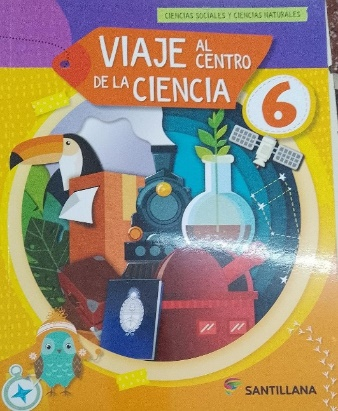 CIENCIAS SOCIALES Y CIENCIAS NATURALES
VIAJE AL CENTRO
DE LA CIENCIA
6
SANTILLANA